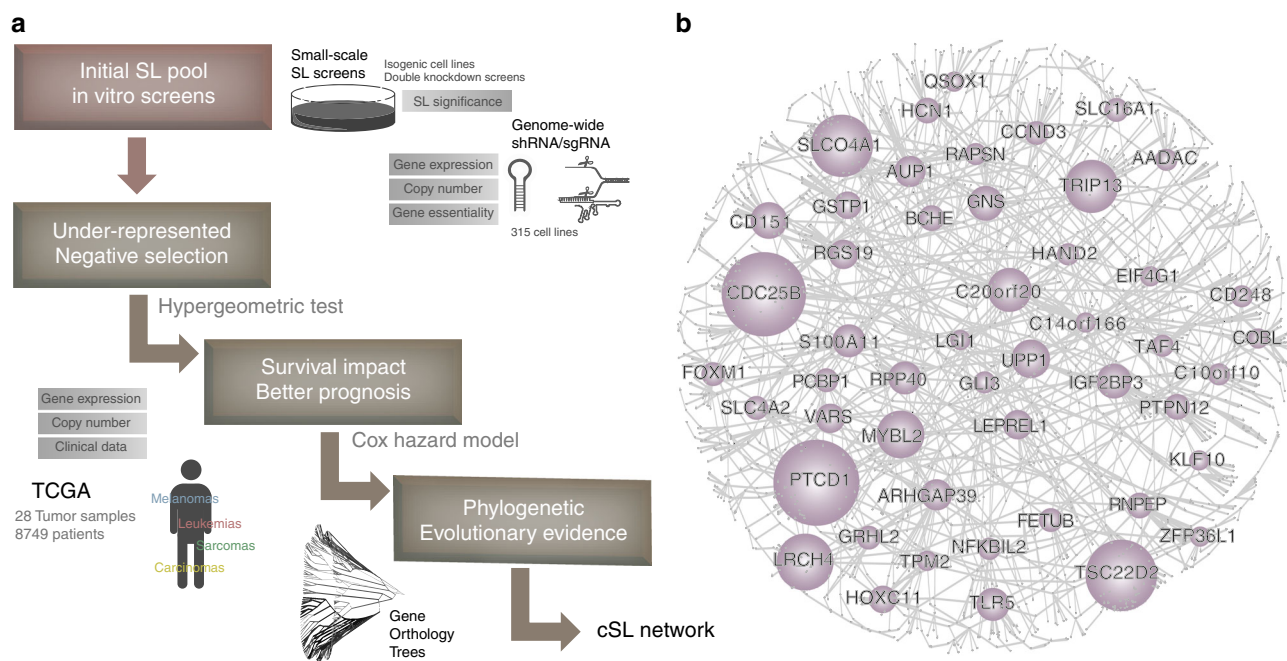 a
Initial SL pool
in vitro screens
Small-scale
SL screens
Isogenic cell lines
Double knockdown screens
SL significance
Genome-wide
shRNA/sgRNA
Gene expression
Copy number
Gene essentiality
315 cell lines
Under-represented
Negative selection
Hypergeometric test
Survival impact
Better prognosis
Gene expression
Copy number
Clinical data
Cox hazard model
TCGA
28 Tumor samples
8749 patients
Melanomas
Leukemias
Sarcomas
Carcinomas
Phylogenetic
Evolutionary evidence
Gene
Orthology
Trees
cSL network
b
QSOX1
HCN1
SLC16A1
CCND3
SLCO4A1
RAPSN
AADAC
AUP1
TRIP13
GSTP1
GNS
CD151
BCHE
RGS19
HAND2
EIF4G1
CDC25B
C20orf20
CD248
C14orf166
S100A11
LGI1
TAF4
COBL
UPP1
FOXM1
PCBP1
RPP40
GLI3
IGF2BP3
C10orf10
SLC4A2
VARS
LEPREL1
PTPN12
MYBL2
KLF10
PTCD1
ARHGAP39
RNPEP
FETUB
GRHL2
NFKBIL2
ZFP36L1
LRCH4
TPM2
TSC22D2
HOXC11
TLR5